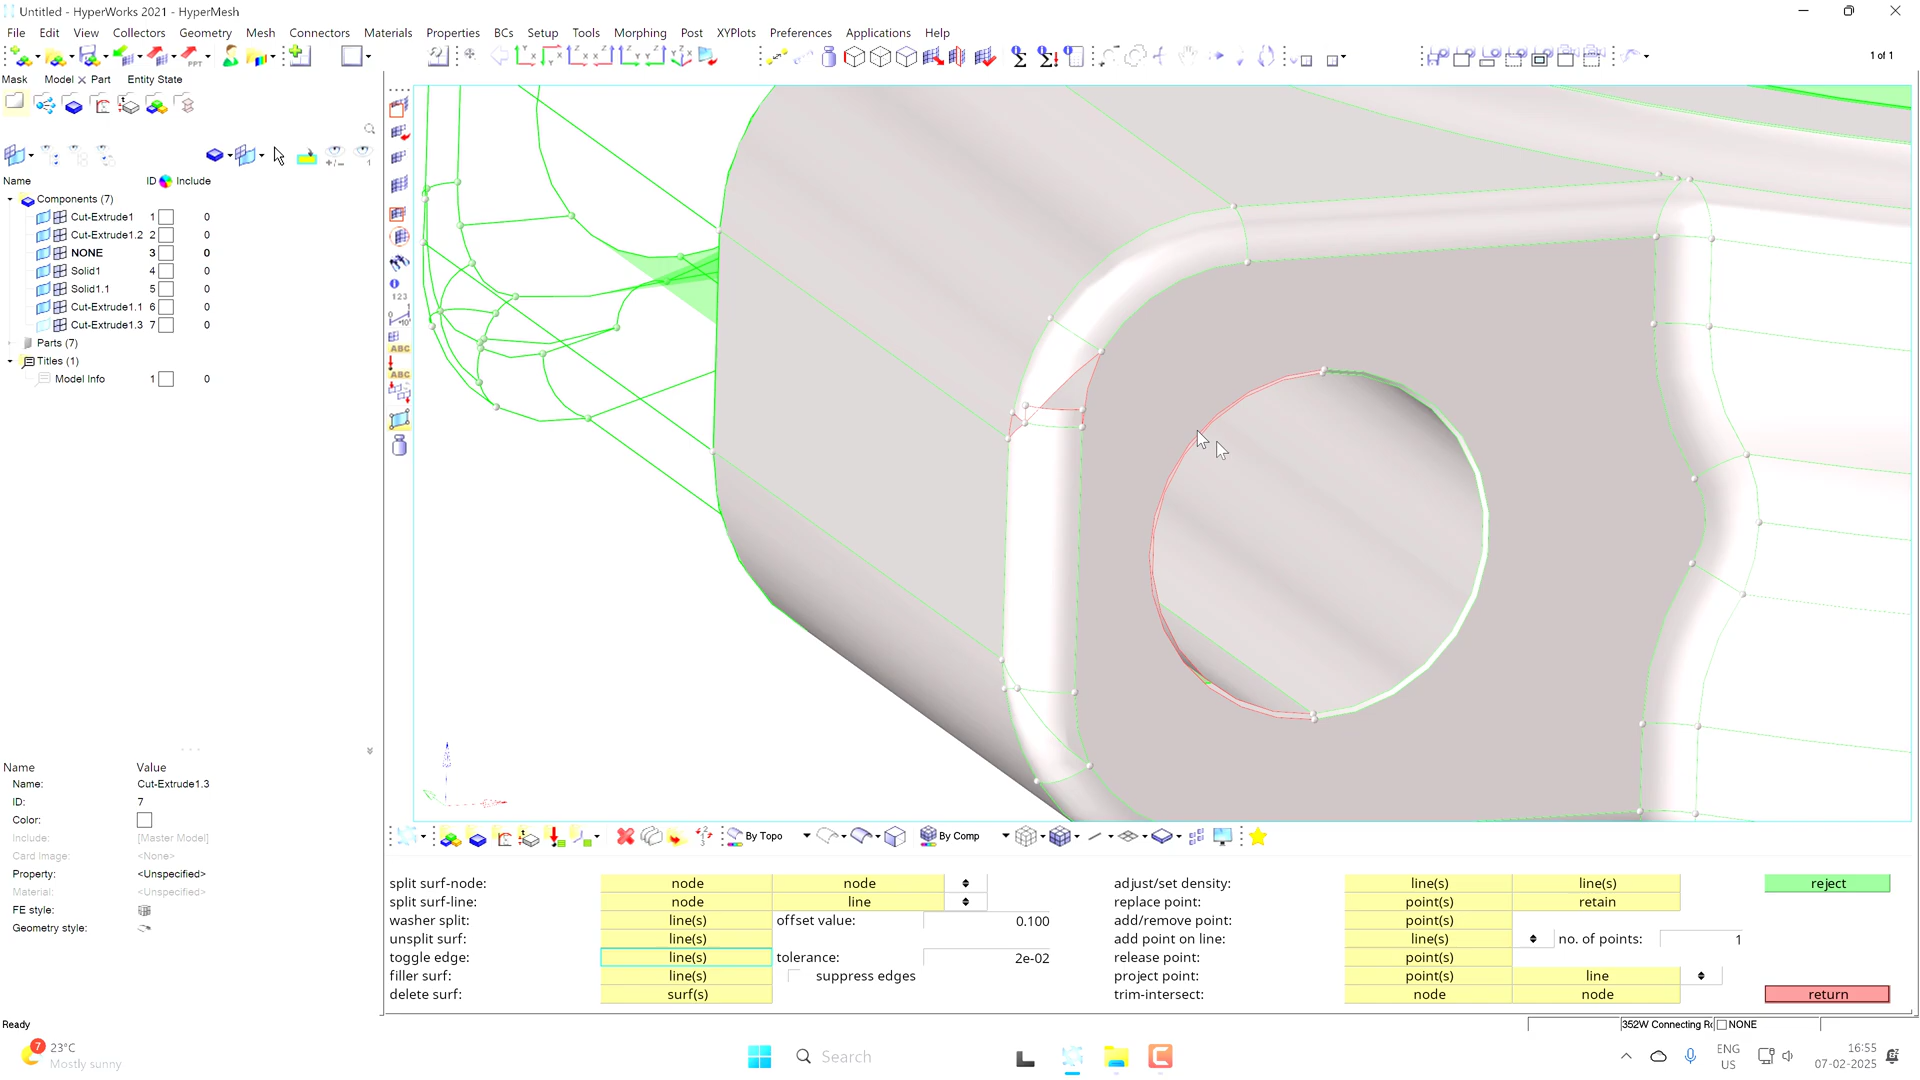 Untitled - HyperWorks 2021 - HyperMesh
File Edit View Collectors Geometry Mesh Connectors Materials Properties BCs Setup Tools Morphing Post XYPlots Preferences Applications Help
1 of 1
Mask Model Part Entity State
Name ID Include
Components (7)
Cut-Extrude1 1 0
Cut-Extrude1.2 2 0
NONE 3 0
Solid1 4 0
Solid1.1 5 0
Cut-Extrude1.1 6 0
Cut-Extrude1.3 7 0
Parts (7)
Titles (1)
Model Info 1 0
Name Value
Name: Cut-Extrude1.3
ID: 7
Color:
Include: [Master Model]
Card Image: <None>
Property: <Unspecified>
Material: <Unspecified>
FE style:
Geometry style:
By Topo By Comp
split surf-node: node node adjust/set density: line(s) line(s) reject
split surf-line: node line replace point: point(s) retain
washer split: line(s) offset value: 0.100 add/remove point: point(s)
unsplit surf: line(s) add point on line: line(s) no. of points: 1
toggle edge: line(s) tolerance: 2e-02 release point: point(s)
filler surf: line(s) suppress edges project point: point(s) line
delete surf: surf(s) trim-intersect: node node return
Ready
352W Connecting Ro NONE
7 23°C
Mostly sunny
Search
ENG
US
16:55
07-02-2025